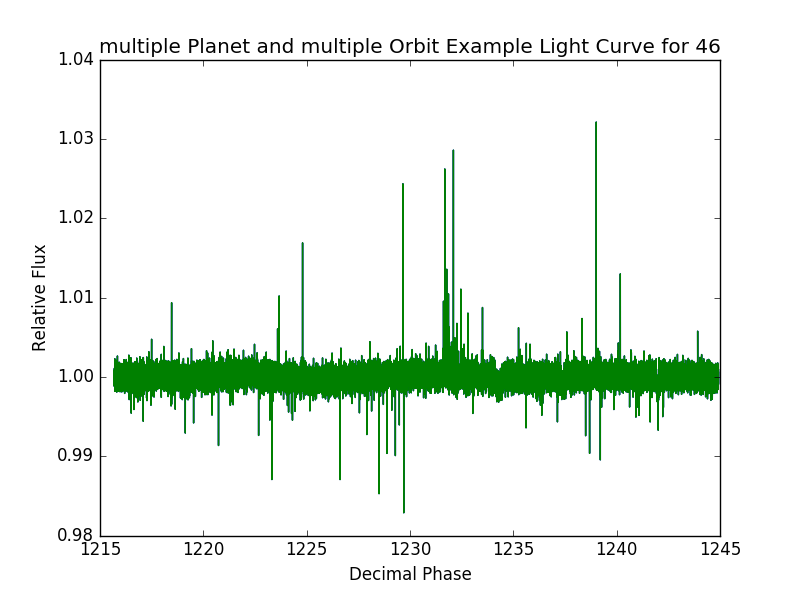 multiple Planet and multiple Orbit Example Light Curve for 46
1.04
1.03
1.02
1.01
1.00
0.99
0.98
Relative Flux
1215 1220 1225 1230 1235 1240 1245
Decimal Phase